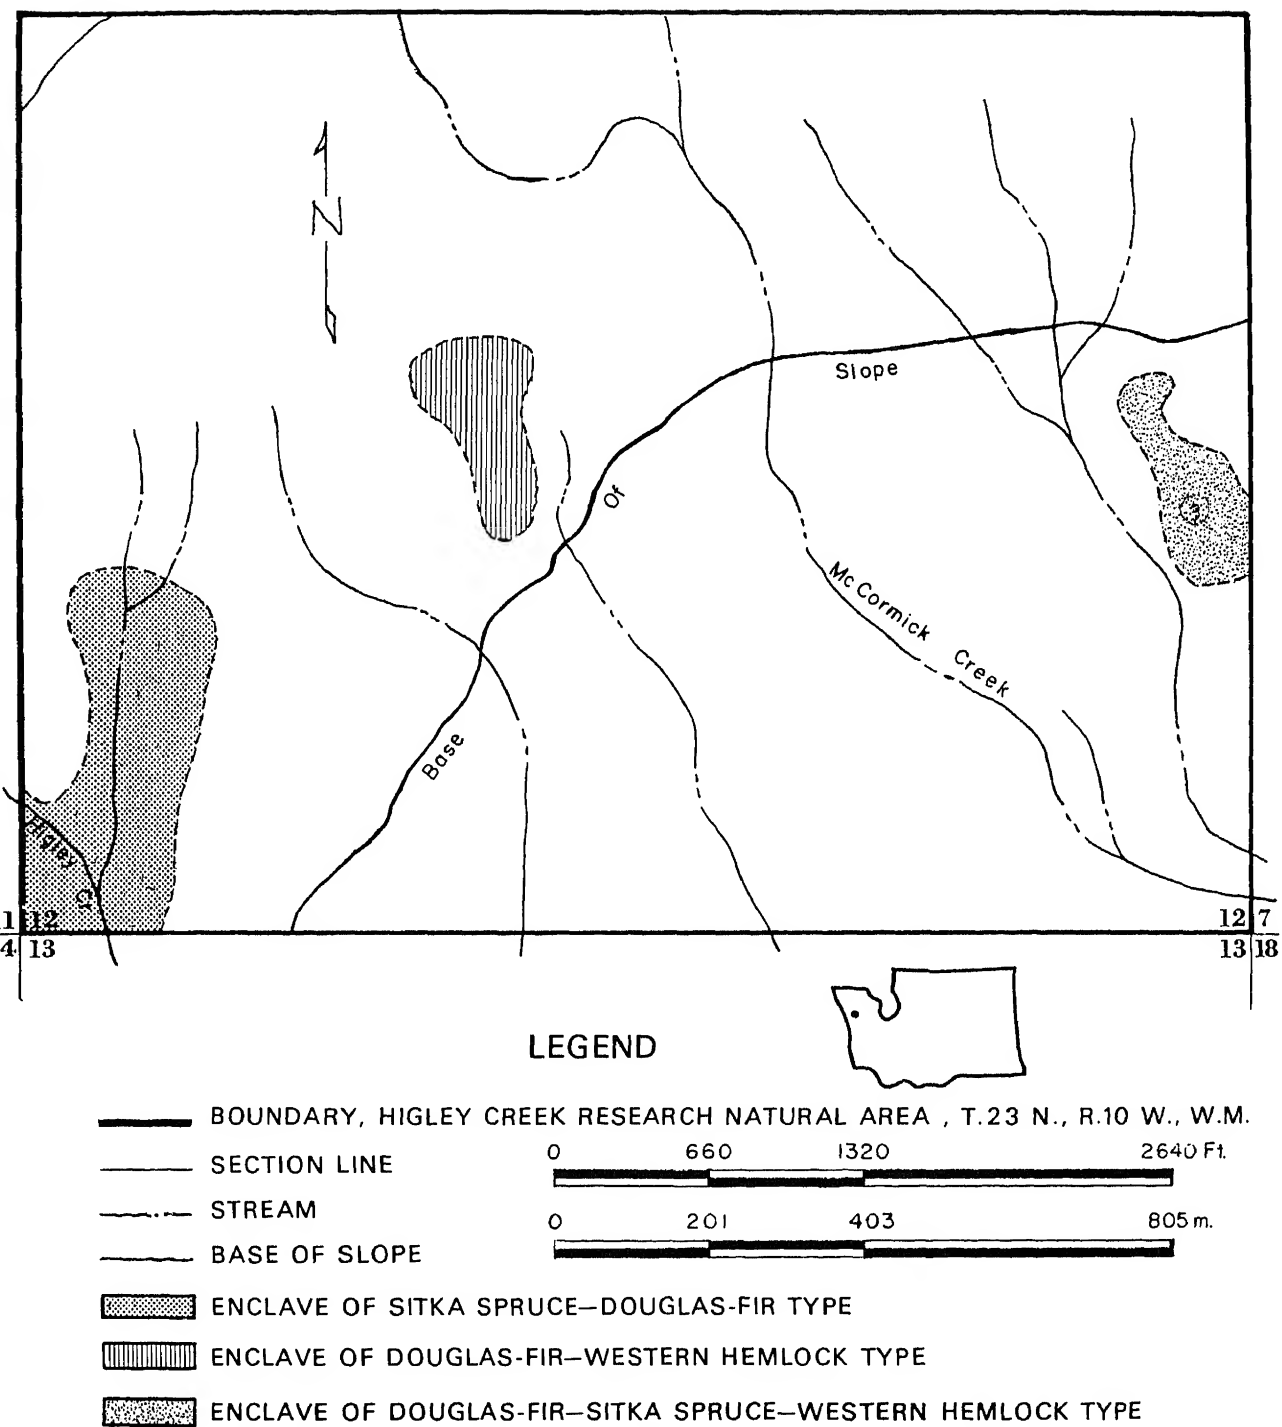 N
Slope
Of
Base
McCormick Creek
Higley Cr.
1 12
4 13
12 7
13 18
LEGEND
BOUNDARY, HIGLEY CREEK RESEARCH NATURAL AREA , T.23 N., R.10 W., W.M.
SECTION LINE
0 660 1320 2640 Ft.
STREAM
0 201 403 805 m.
BASE OF SLOPE
ENCLAVE OF SITKA SPRUCE–DOUGLAS-FIR TYPE
ENCLAVE OF DOUGLAS-FIR–WESTERN HEMLOCK TYPE
ENCLAVE OF DOUGLAS-FIR–SITKA SPRUCE–WESTERN HEMLOCK TYPE